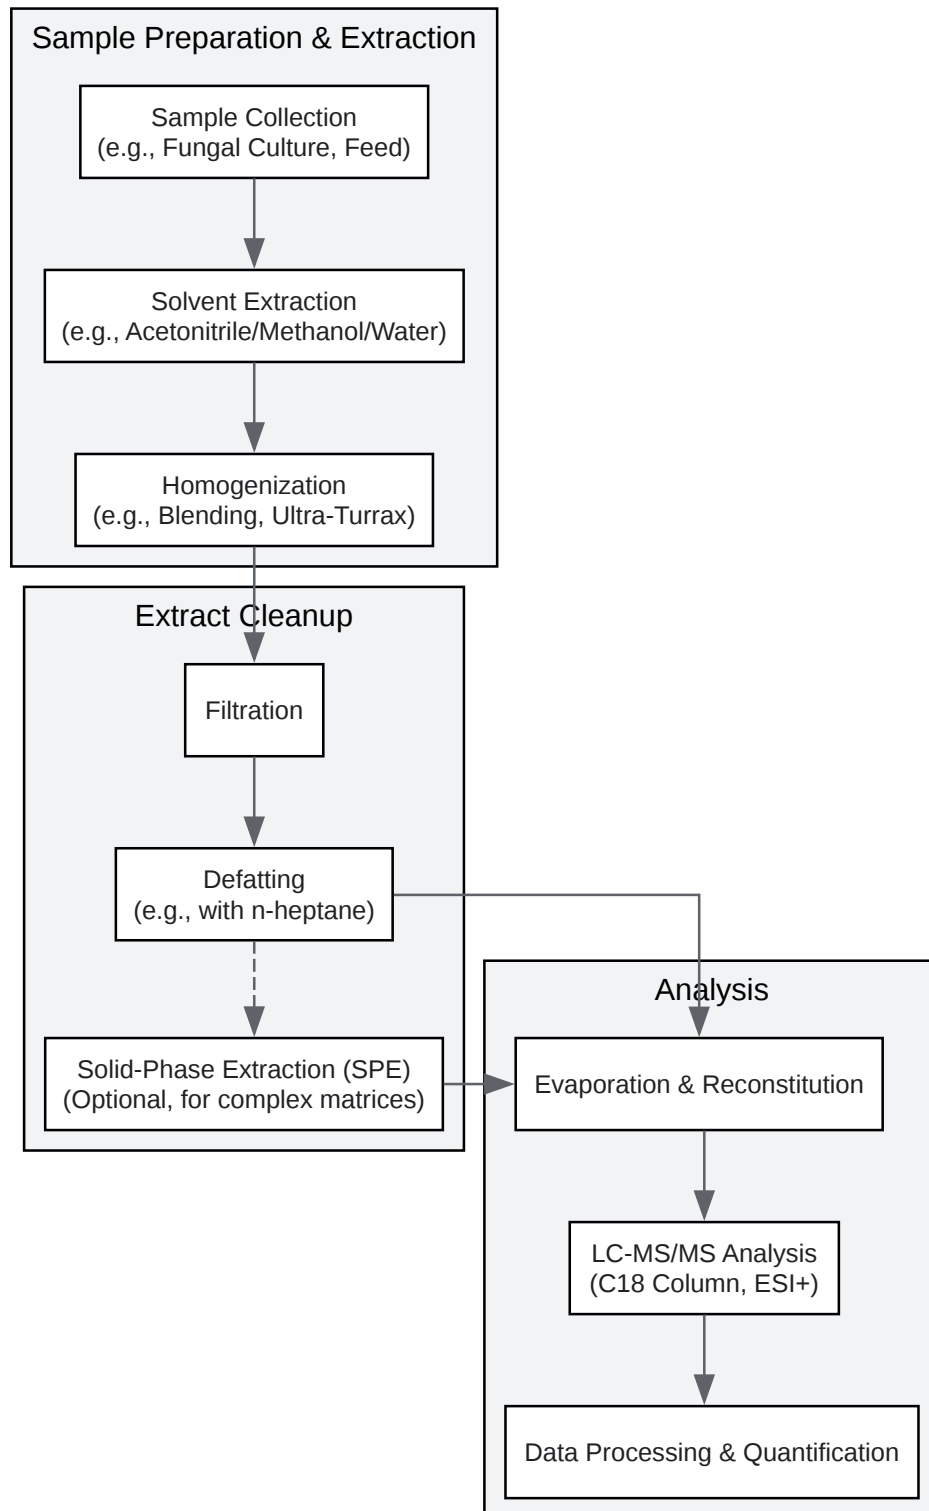 Sample Preparation & Extraction
Sample Collection
(e.g., Fungal Culture, Feed)
Solvent Extraction
(e.g., Acetonitrile/Methanol/Water)
Homogenization
(e.g., Blending, Ultra-Turrax)
Extract Cleanup
Filtration
Defatting
(e.g., with n-heptane)
Solid-Phase Extraction (SPE)
(Optional, for complex matrices)
Analysis
Evaporation & Reconstitution
LC-MS/MS Analysis
(C18 Column, ESI+)
Data Processing & Quantification